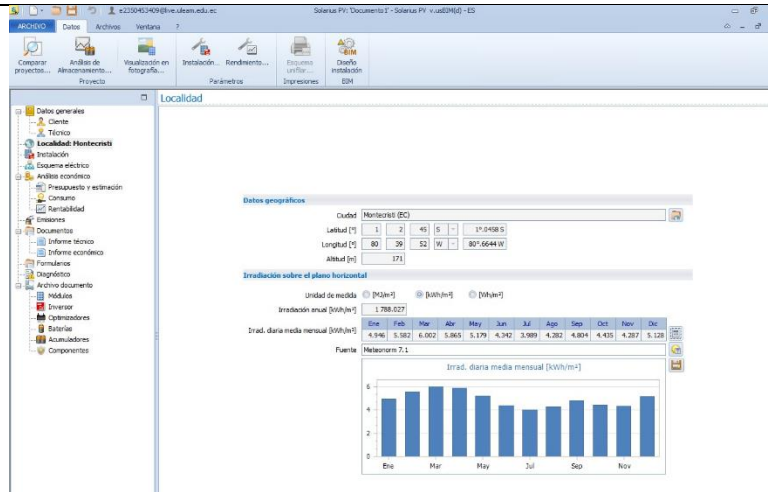 e2350453409@live.uleam.edu.ec
Solarius PV: 'Documento 1' - Solarius PV v.usBIM(d) - ES
ARCHIVO Datos Archivos Ventana ?
Comparar proyectos...
Análisis de Almacenamiento...
Visualización en fotografía...
Instalación...
Rendimiento...
Esquema unifilar...
Diseño instalación
Proyecto
Parámetros
Impresiones
BIM
Datos generales
Cliente
Técnico
Localidad: Montecristi
Instalación
Esquema eléctrico
Análisis económico
Presupuesto y estimación
Consumo
Rentabilidad
Emisiones
Documentos
Informe técnico
Informe económico
Formularios
Diagnóstico
Archivo documento
Módulos
Inversor
Optimizadores
Baterías
Acumuladores
Componentes
Localidad
Datos geográficos
Ciudad Montecristi (EC)
Latitud [°] 1 2 45 S 1°.0458 S
Longitud [°] 80 39 52 W 80°.6644 W
Altitud [m] 171
Irradiación sobre el plano horizontal
Unidad de medida [MJ/m²] [kWh/m²] [Wh/m²]
Irradiación anual [kWh/m²] 1 788.027
Ene Feb Mar Abr May Jun Jul Ago Sep Oct Nov Dic
Irrad. diaria media mensual [kWh/m²] 4.946 5.582 6.002 5.865 5.179 4.342 3.989 4.282 4.804 4.435 4.287 5.128
Fuente Meteonorm 7.1
Irrad. diaria media mensual [kWh/m²]
6
4
2
0
Ene Mar May Jul Sep Nov